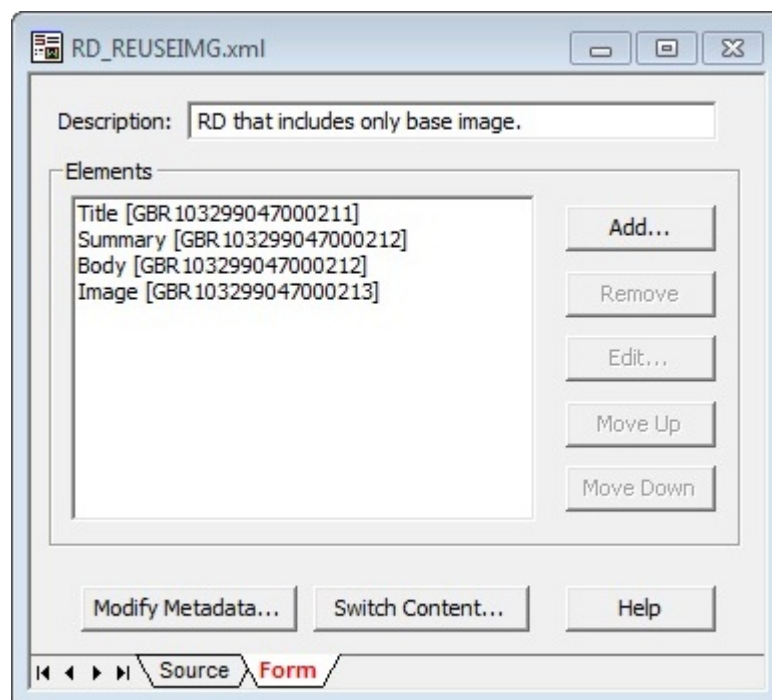 RD_REUSEIMG.xml
Description: RD that includes only base image.
Elements
Title [GBR103299047000211]
Summary [GBR103299047000212]
Body [GBR103299047000212]
Image [GBR103299047000213]
Add...
Remove
Edit...
Move Up
Move Down
Modify Metadata... Switch Content... Help
Source Form